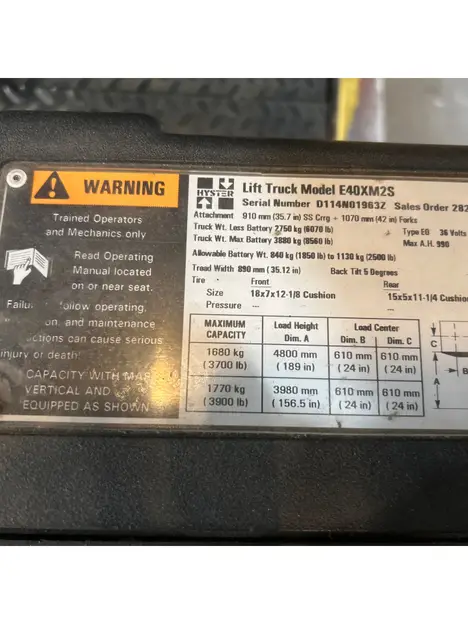 WARNING
Trained Operators
and Mechanics only
Read Operating
Manual located
on or near seat.
follow operating,
and maintenance
can cause serious
injury or death.
CAPACITY WITH
VERTICAL AND
EQUIPPED AS SHOWN
HYSTER
Lift Truck Model E40XM2S
Serial Number D114N01963Z Sales Order 282
Attachment 910 mm (35.7 in) SS Crrg + 1070 mm (42 in) Forks
Truck Wt. Less Battery 2750 kg (6070 lb) Type EO 36 Volts
Truck Wt. Max Battery 3880 kg (8560 lb) Max A.H. 990
Allowable Battery Wt. 840 kg (1850 lb) to 1130 kg (2500 lb)
Tread Width 890 mm (35.12 in) Back Tilt 5 Degrees
Tire Front Rear
Size 18x7x12-1/8 Cushion 15x5x11-1/4 Cushion
Pressure – –
MAXIMUM CAPACITY Load Height Dim. A Load Center Dim. B Dim. C
1680 kg (3700 lb) 4800 mm (189 in) 610 mm (24 in) 610 mm (24 in)
1770 kg (3900 lb) 3980 mm (156.5 in) 610 mm (24 in) 610 mm (24 in)
C
A
B